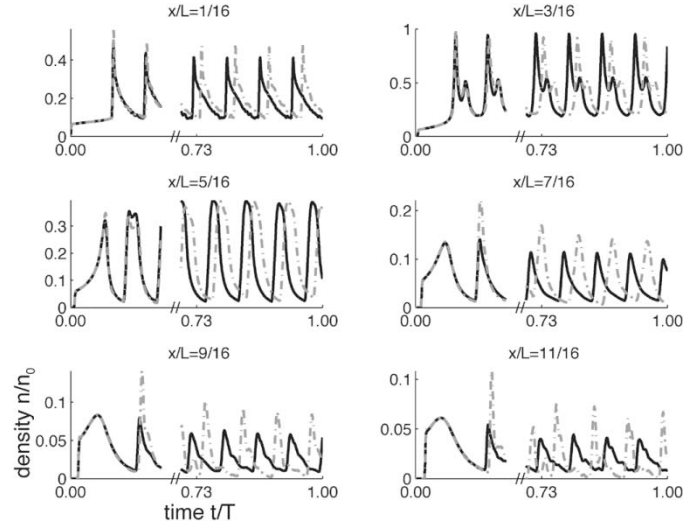 x/L=1/16
0.4
0.2
0
0.00 // 0.73 1.00
x/L=3/16
1
0.5
0
0.00 // 0.73 1.00
x/L=5/16
0.3
0.2
0.1
0
0.00 // 0.73 1.00
x/L=7/16
0.2
0.1
0
0.00 // 0.73 1.00
x/L=9/16
0.1
0.05
0
0.00 // 0.73 1.00
x/L=11/16
0.1
0.05
0
0.00 // 0.73 1.00
density n/n₀
time t/T